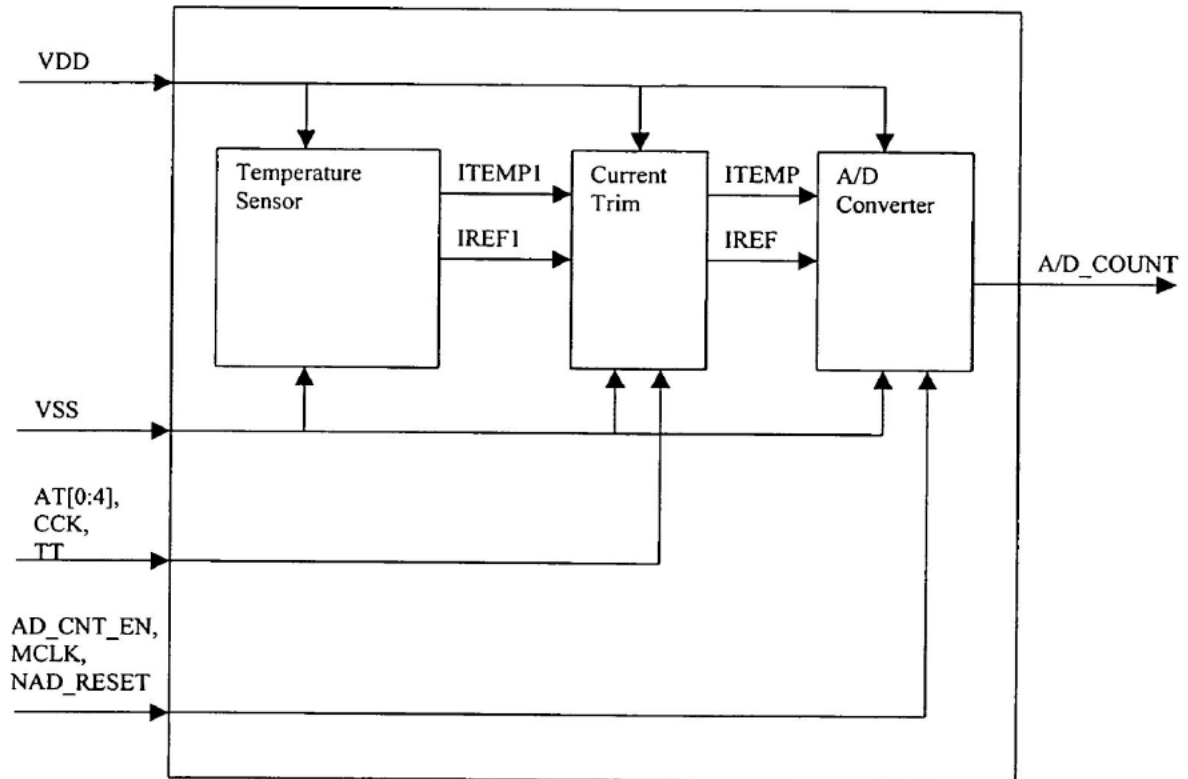 VDD
Temperature
Sensor
ITEMP1
IREF1
Current
Trim
ITEMP
IREF
A/D
Converter
A/D_COUNT
VSS
AT[0:4],
CCK,
TT
AD_CNT_EN,
MCLK,
NAD_RESET